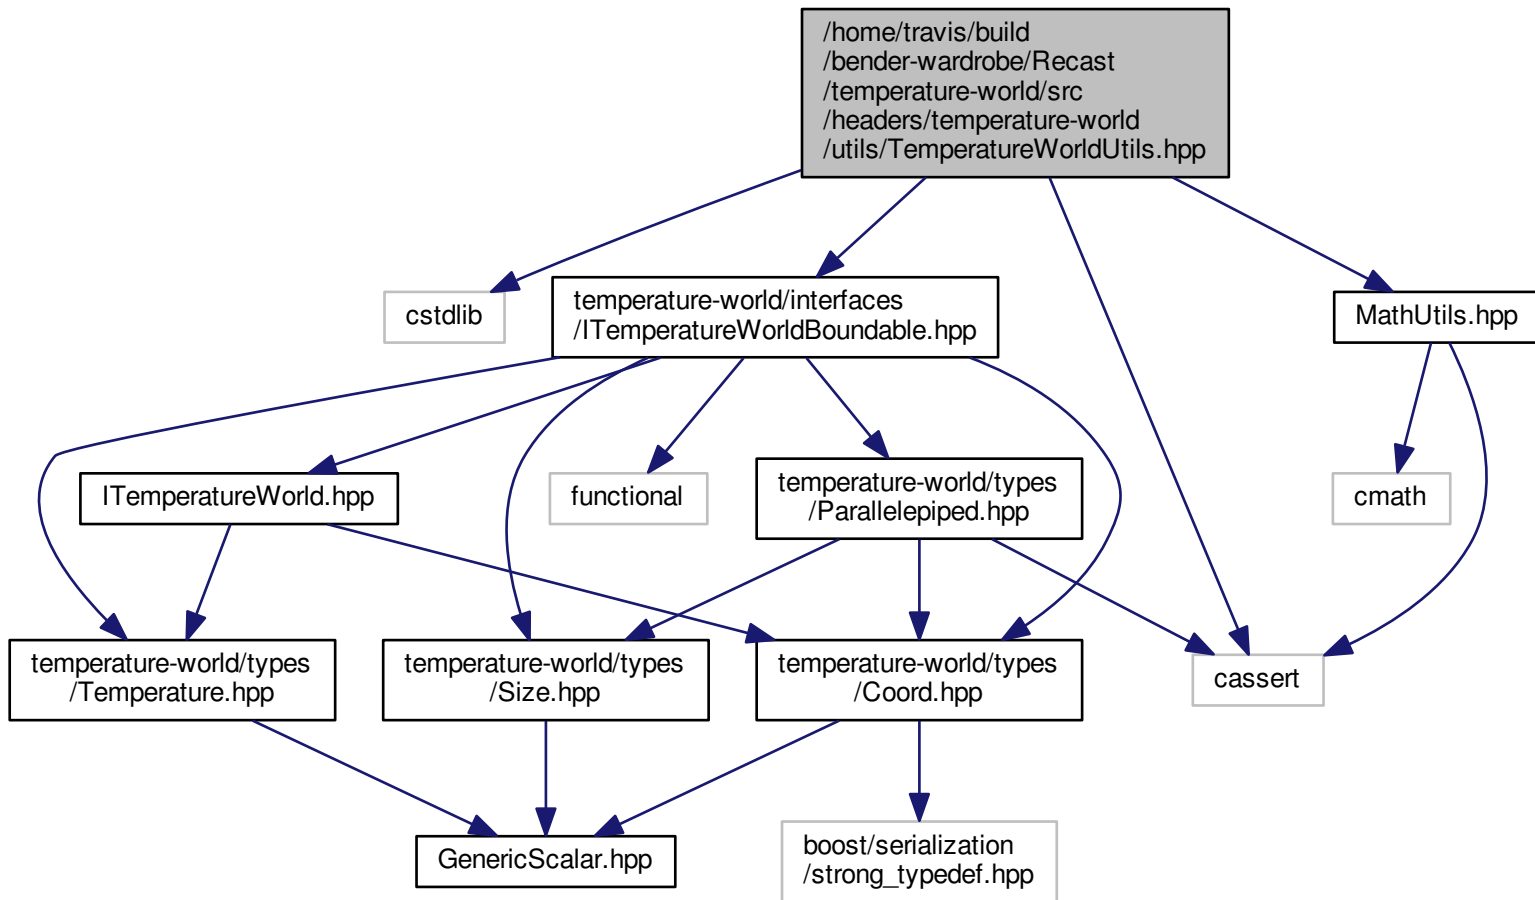 /home/travis/build
/bender-wardrobe/Recast
/temperature-world/src
/headers/temperature-world
/utils/TemperatureWorldUtils.hpp
cstdlib
temperature-world/interfaces
/ITemperatureWorldBoundable.hpp
MathUtils.hpp
ITemperatureWorld.hpp
functional
temperature-world/types
/Parallelepiped.hpp
cmath
temperature-world/types
/Temperature.hpp
temperature-world/types
/Size.hpp
temperature-world/types
/Coord.hpp
cassert
GenericScalar.hpp
boost/serialization
/strong_typedef.hpp